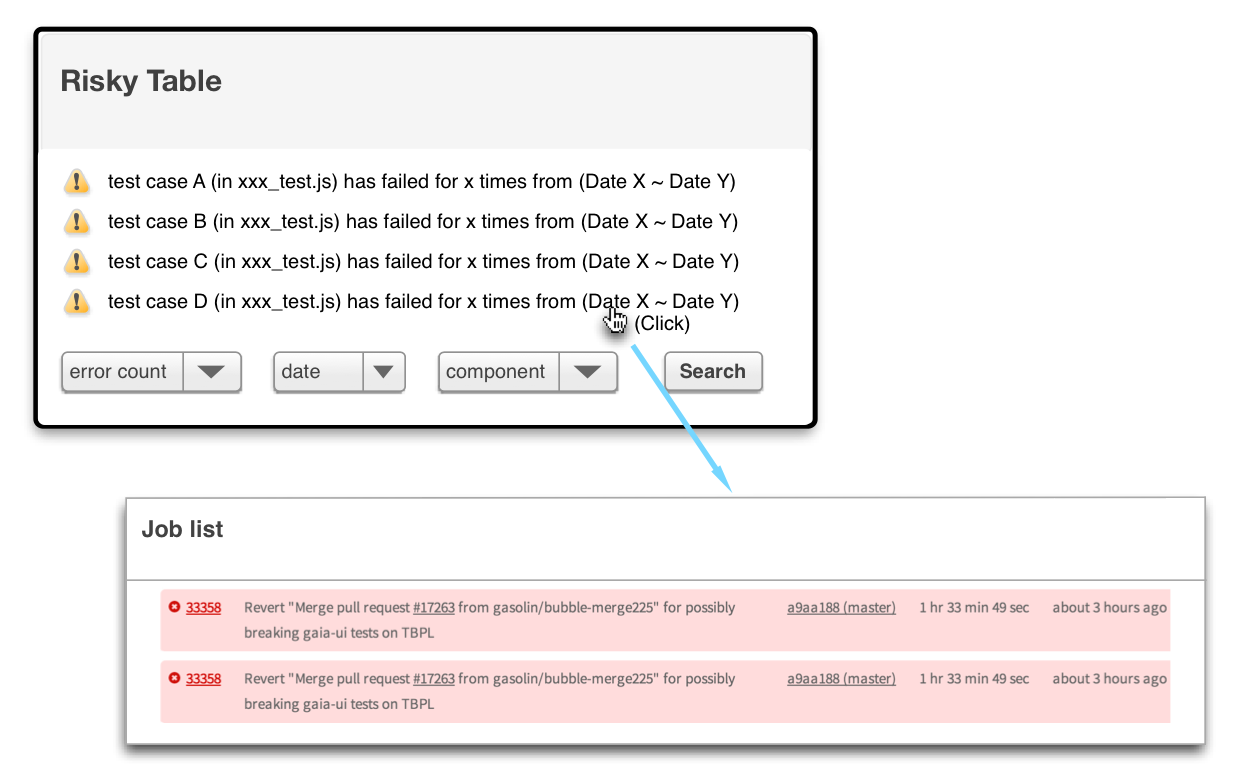 Risky Table
test case A (in xxx_test.js) has failed for x times from (Date X ~ Date Y)
test case B (in xxx_test.js) has failed for x times from (Date X ~ Date Y)
test case C (in xxx_test.js) has failed for x times from (Date X ~ Date Y)
test case D (in xxx_test.js) has failed for x times from (Date X ~ Date Y)
(Click)
error count date component Search
Job list
33358 Revert "Merge pull request #17263 from gasolin/bubble-merge225" for possibly a9aa188 (master) 1 hr 33 min 49 sec about 3 hours ago
breaking gaia-ui tests on TBPL
33358 Revert "Merge pull request #17263 from gasolin/bubble-merge225" for possibly a9aa188 (master) 1 hr 33 min 49 sec about 3 hours ago
breaking gaia-ui tests on TBPL